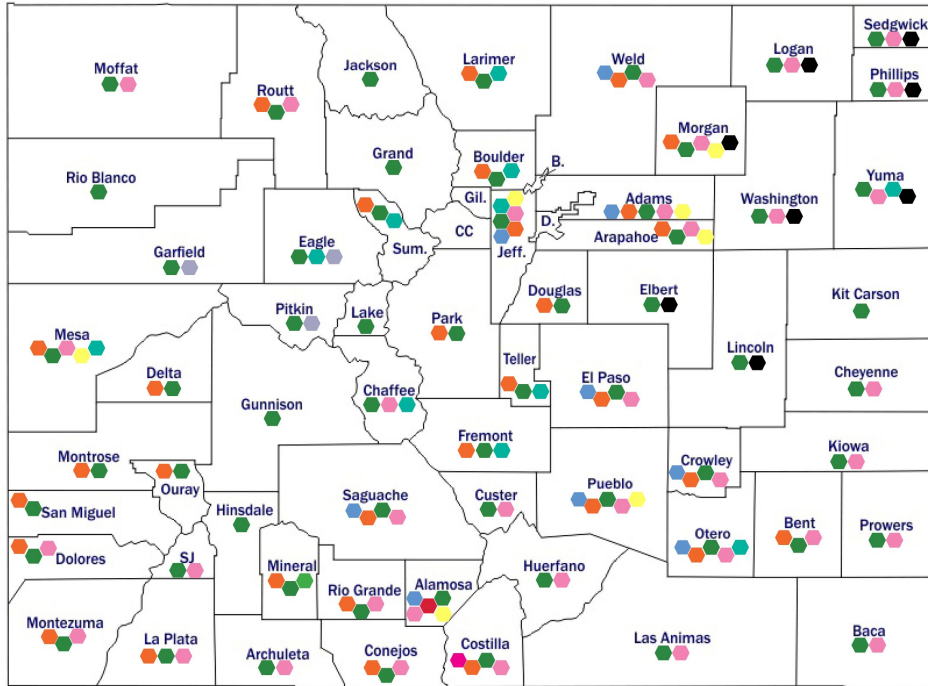 Sedgwick
Moffat
Jackson
Larimer
Weld
Logan
Phillips
Routt
Morgan
Grand
Boulder
B.
Rio Blanco
Yuma
Gil.
Adams
Washington
D.
CC
Arapahoe
Eagle
Sum.
Jeff.
Garfield
Douglas
Elbert
Kit Carson
Pitkin
Lake
Park
Mesa
Lincoln
Teller
El Paso
Cheyenne
Delta
Chaffee
Gunnison
Fremont
Kiowa
Montrose
Crowley
Ouray
Pueblo
Saguache
Custer
San Miguel
Hinsdale
Otero
Bent
Prowers
SJ
Dolores
Mineral
Huerfano
Rio Grande
Alamosa
Montezuma
La Plata
Costilla
Las Animas
Baca
Archuleta
Conejos